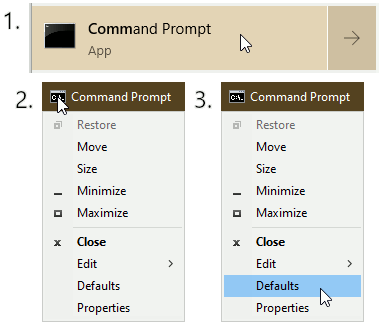 1.
Command Prompt
App
2.
C:\.
Command Prompt
Restore
Move
Size
Minimize
Maximize
Close
Edit
Defaults
Properties
3.
C:\.
Command Prompt
Restore
Move
Size
Minimize
Maximize
Close
Edit
Defaults
Properties